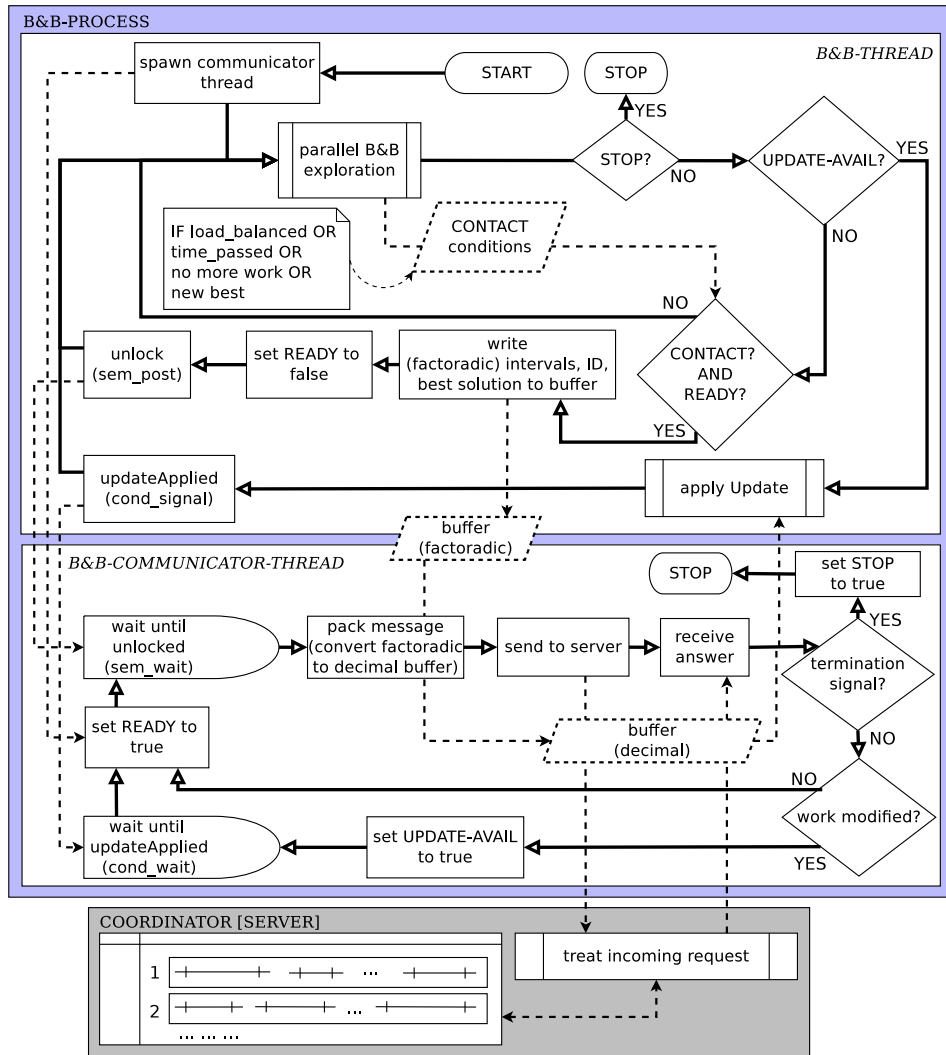 B&B-PROCESS
B&B-THREAD
spawn communicator
thread
START
STOP
YES
parallel B&B
exploration
STOP?
NO
UPDATE-AVAIL?
YES
IF load_balanced OR
time_passed OR
no more work OR
new best
CONTACT
conditions
NO
NO
unlock
(sem_post)
set READY to
false
write
(factoradic) intervals, ID,
best solution to buffer
CONTACT?
AND
READY?
YES
updateApplied
(cond_signal)
apply Update
buffer
(factoradic)
B&B-COMMUNICATOR-THREAD
STOP
set STOP
to true
YES
wait until
unlocked
(sem_wait)
pack message
(convert factoradic
to decimal buffer)
send to server
receive
answer
termination
signal?
set READY to
true
buffer
(decimal)
NO
NO
wait until
updateApplied
(cond_wait)
set UPDATE-AVAIL
to true
work modified?
YES
COORDINATOR [SERVER]
1
...
treat incoming request
2
...
... ... ...